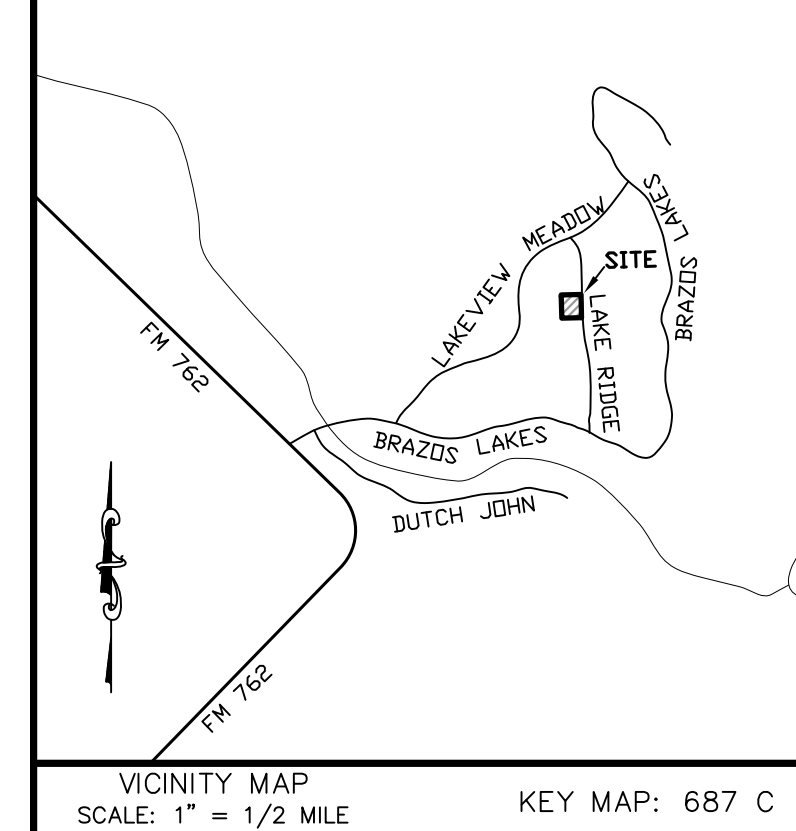 BRAZOS LAKES
LAKEVIEW MEADOW
SITE
LAKE RIDGE
FM 762
BRAZOS LAKES
DUTCH JOHN
FM 762
VICINITY MAP
SCALE: 1" = 1/2 MILE
KEY MAP: 687 C